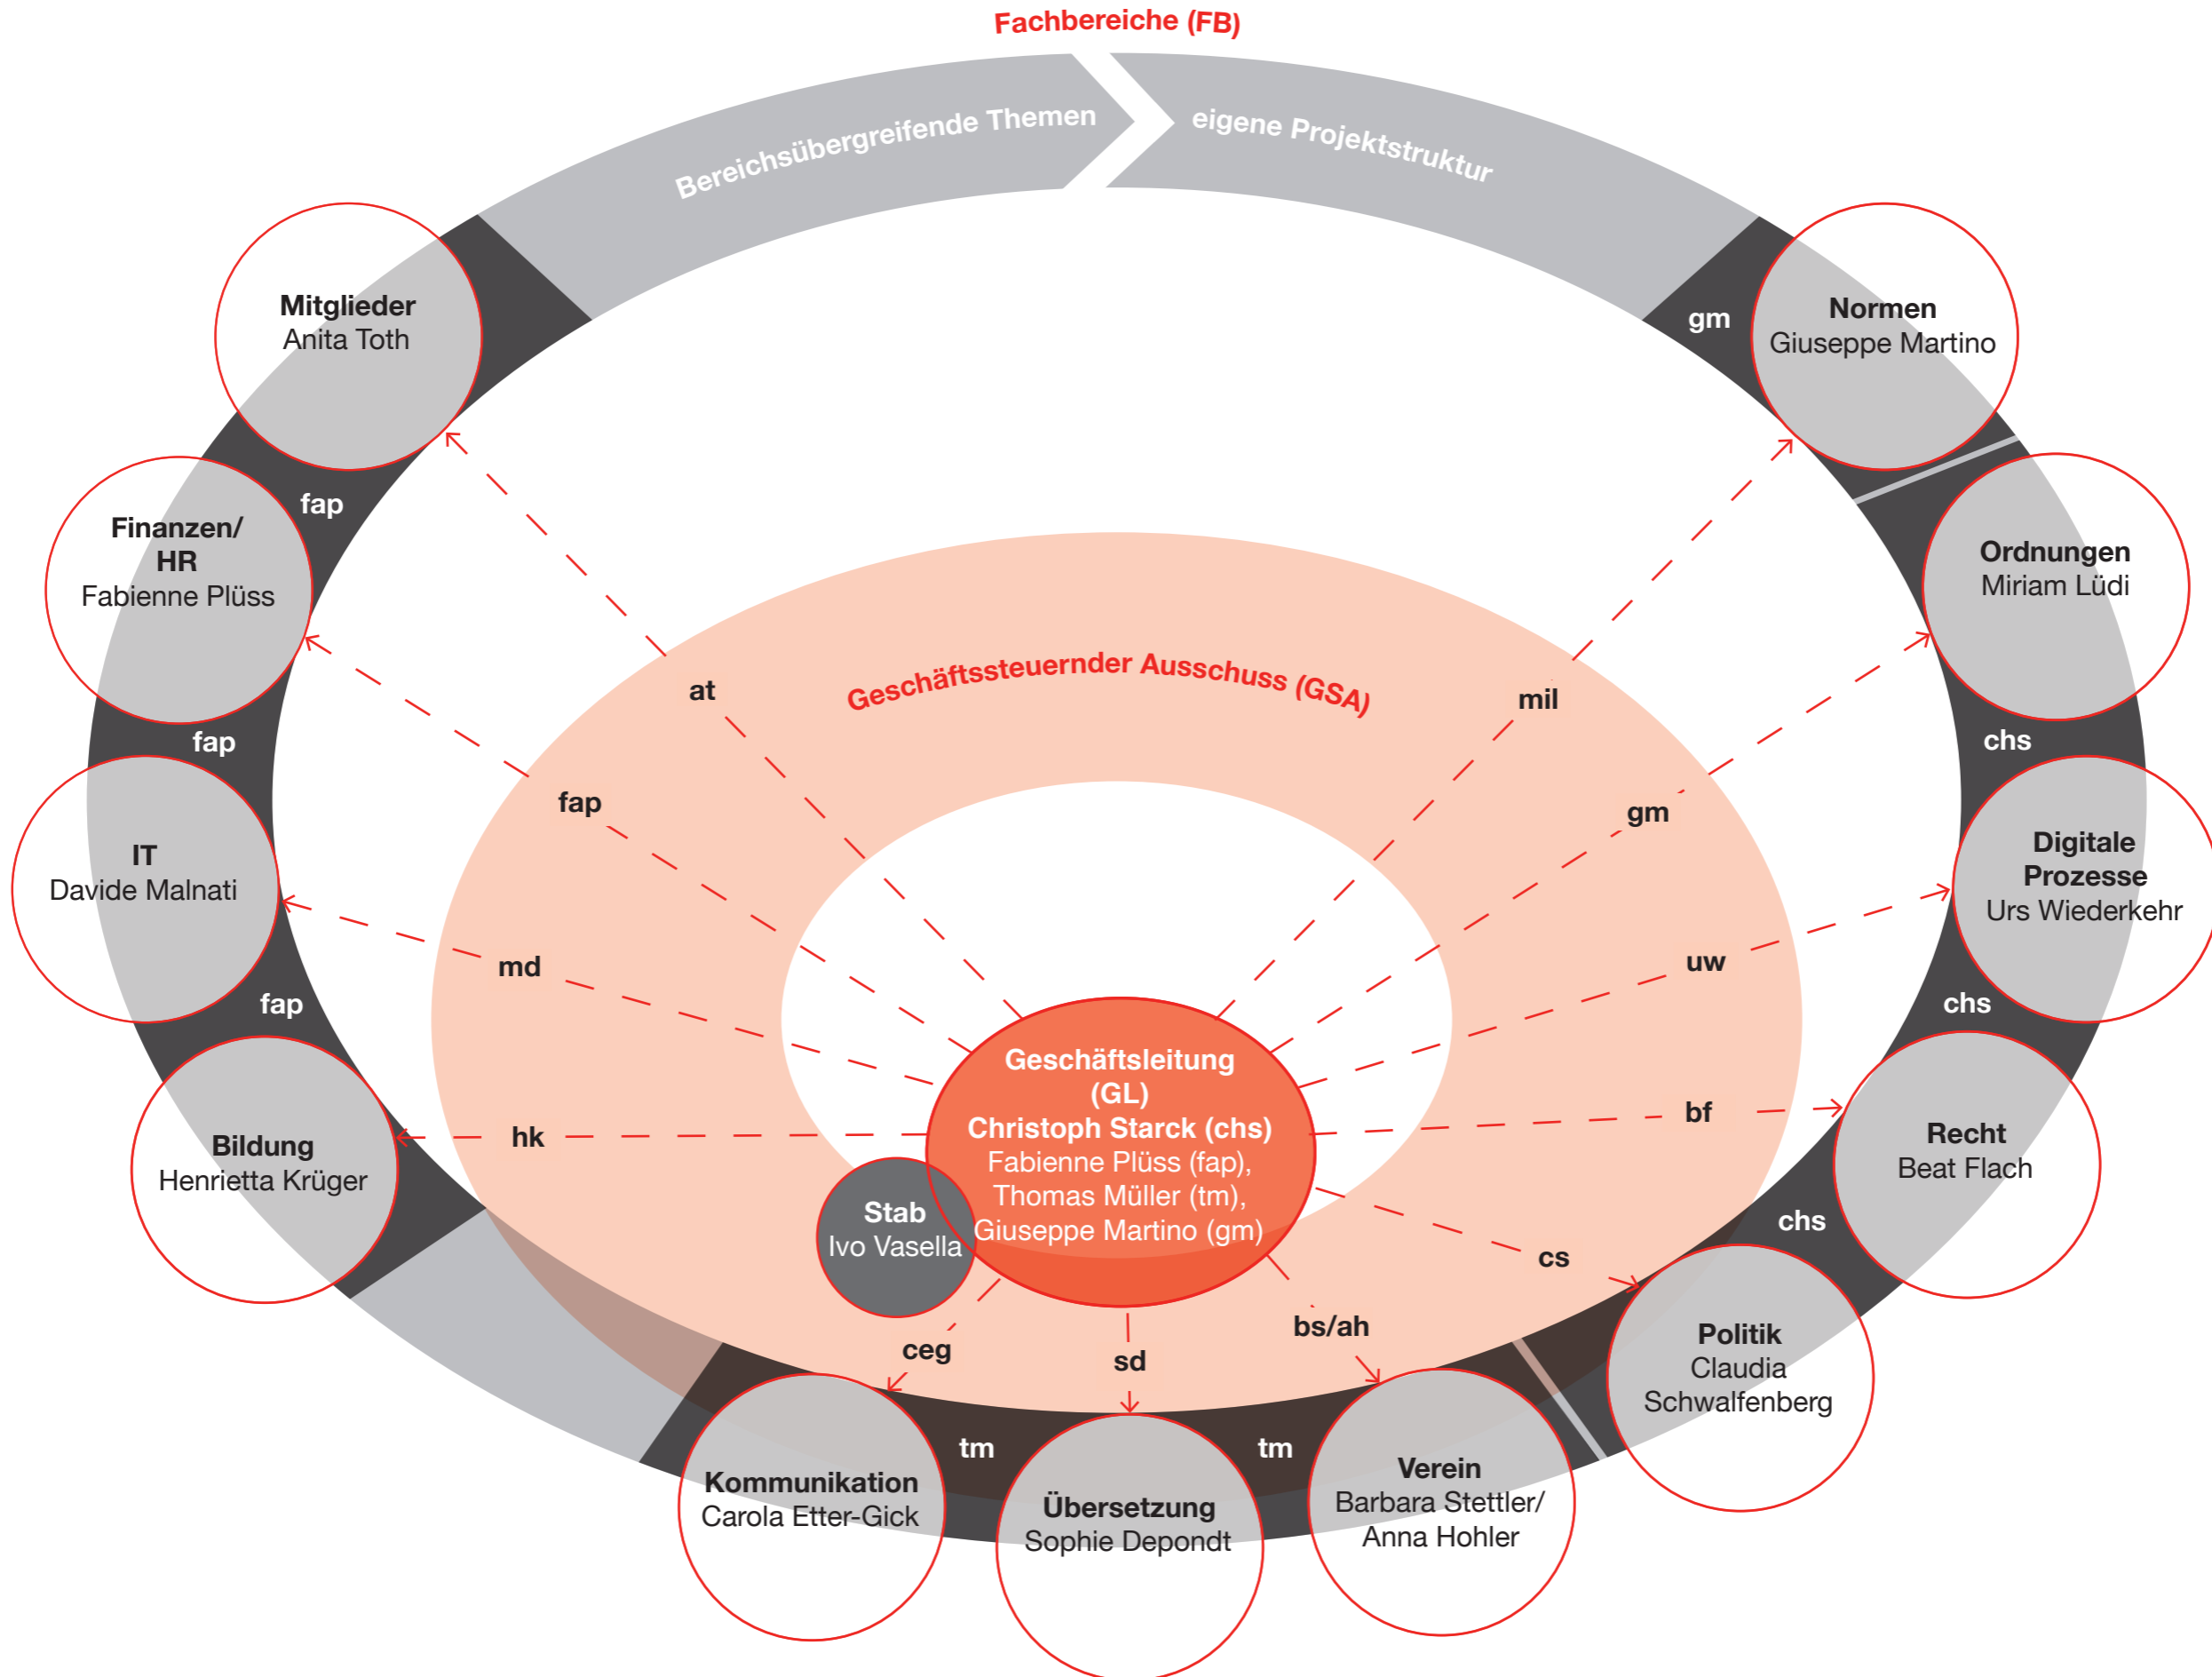 Fachbereiche (FB)
Bereichsübergreifende Themen
eigene Projektstruktur
Mitglieder
Anita Toth
gm
Normen
Giuseppe Martino
fap
Finanzen/
HR
Fabienne Plüss
Ordnungen
Miriam Lüdi
Geschäftssteuernder Ausschuss (GSA)
at
mil
fap
chs
fap
gm
IT
Davide Malnati
Digitale
Prozesse
Urs Wiederkehr
md
uw
fap
chs
Geschäftsleitung
(GL)
Christoph Starck (chs)
Fabienne Plüss (fap),
Thomas Müller (tm),
Giuseppe Martino (gm)
hk
bf
Bildung
Henrietta Krüger
Recht
Beat Flach
Stab
Ivo Vasella
chs
cs
ceg
sd
bs/ah
Politik
Claudia
Schwalfenberg
tm
tm
Kommunikation
Carola Etter-Gick
Übersetzung
Sophie Depondt
Verein
Barbara Stettler/
Anna Hohler